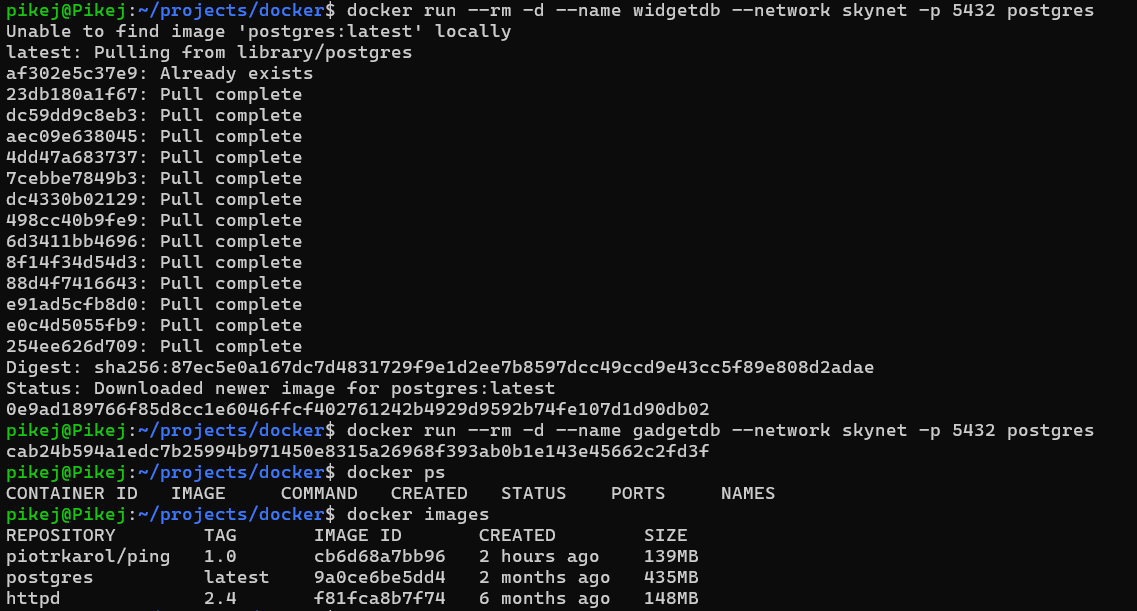 pikej@Pikej:~/projects/docker$ docker run --rm -d --name widgetdb --network skynet -p 5432 postgres
Unable to find image 'postgres:latest' locally
latest: Pulling from library/postgres
af302e5c37e9: Already exists
23db180a1f67: Pull complete
dc59dd9c8eb3: Pull complete
aec09e638045: Pull complete
4dd47a683737: Pull complete
7cebbe7849b3: Pull complete
dc4330b02129: Pull complete
498cc40b9fe9: Pull complete
6d3411bb4696: Pull complete
8f14f34d54d3: Pull complete
88d4f7416643: Pull complete
e91ad5cfb8d0: Pull complete
e0c4d5055fb9: Pull complete
254ee626d709: Pull complete
Digest: sha256:87ec5e0a167dc7d4831729f9e1d2ee7b8597dcc49ccd9e43cc5f89e808d2adae
Status: Downloaded newer image for postgres:latest
0e9ad189766f85d8cc1e6046ffcf402761242b4929d9592b74fe107d1d90db02
pikej@Pikej:~/projects/docker$ docker run --rm -d --name gadgetdb --network skynet -p 5432 postgres
cab24b594a1edc7b25994b971450e8315a26968f393ab0b1e143e45662c2fd3f
pikej@Pikej:~/projects/docker$ docker ps
CONTAINER ID   IMAGE     COMMAND   CREATED   STATUS    PORTS     NAMES
pikej@Pikej:~/projects/docker$ docker images
REPOSITORY        TAG       IMAGE ID       CREATED        SIZE
piotrkarol/ping   1.0       cb6d68a7bb96   2 hours ago    139MB
postgres          latest    9a0ce6be5dd4   2 months ago   435MB
httpd             2.4       f81fca8b7f74   6 months ago   148MB